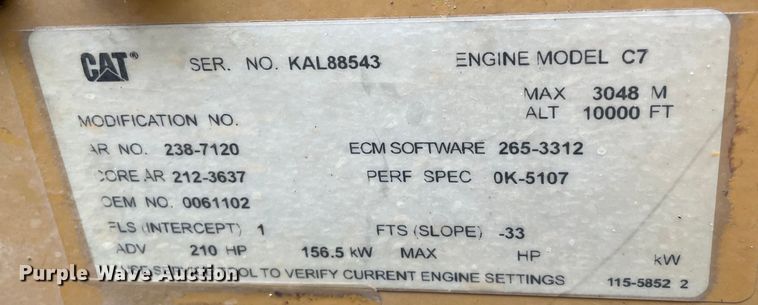 CAT® SER. NO. KAL88543 ENGINE MODEL C7
MAX 3048 M
ALT 10000 FT
MODIFICATION NO.
AR NO. 238-7120 ECM SOFTWARE 265-3312
CORE AR 212-3637 PERF SPEC 0K-5107
OEM NO. 0061102
FLS (INTERCEPT) 1 FTS (SLOPE) -33
ADV 210 HP 156.5 kW MAX HP kW
TO VERIFY CURRENT ENGINE SETTINGS 115-5852 2
Purple Wave Auction